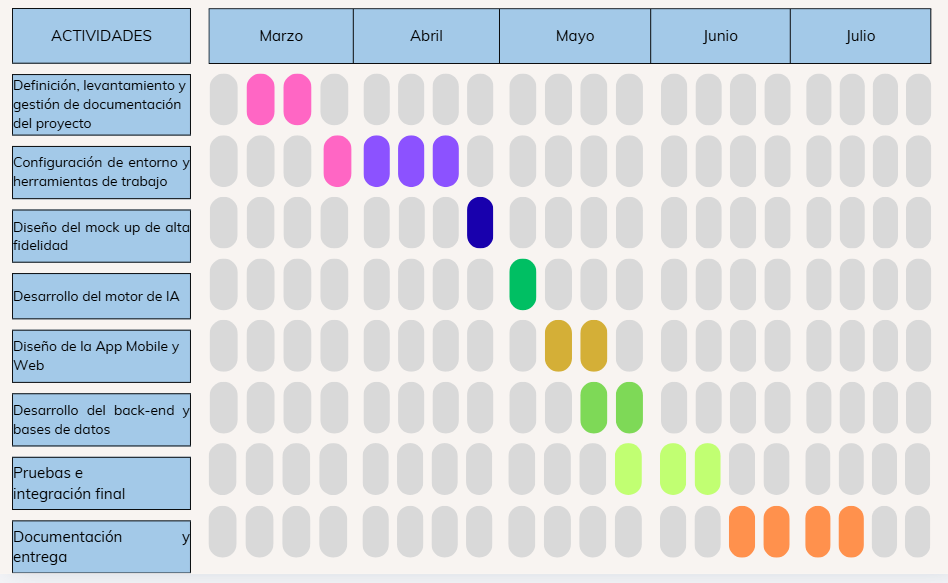 ACTIVIDADES
Marzo
Abril
Mayo
Junio
Julio
Definición, levantamiento y
gestión de documentación
del proyecto
Configuración de entorno y
herramientas de trabajo
Diseño del mock up de alta
fidelidad
Desarrollo del motor de IA
Diseño de la App Mobile y
Web
Desarrollo del back-end y
bases de datos
Pruebas e
integración final
Documentación y
entrega